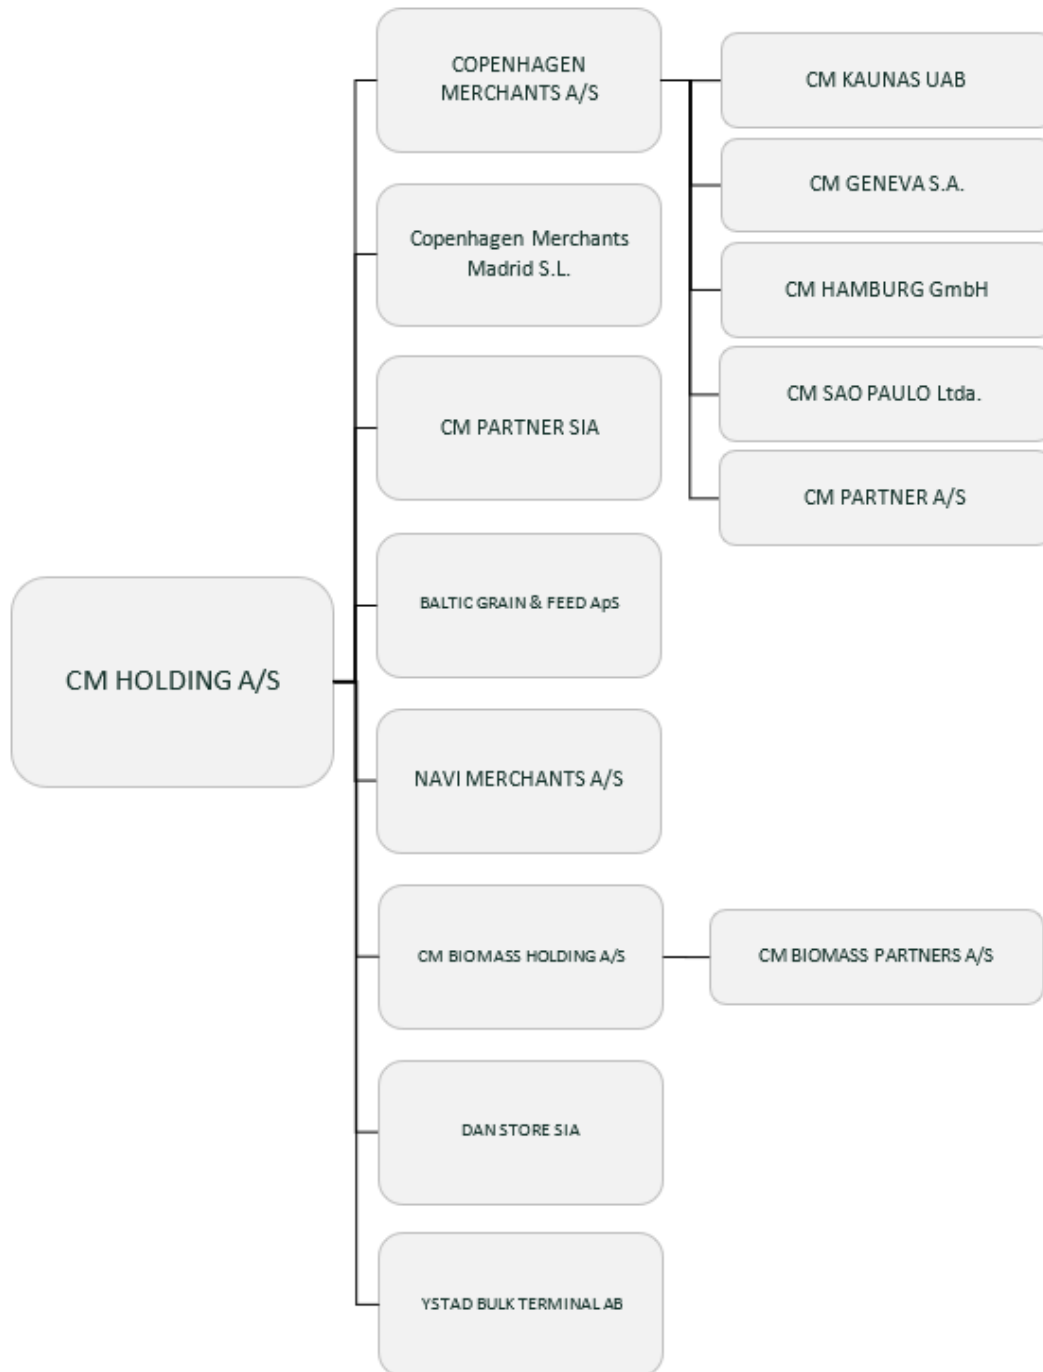 COPENHAGEN
MERCHANTS A/S
CM KAUNAS UAB
CM GENEVA S.A.
Copenhagen Merchants
Madrid S.L.
CM HAMBURG GmbH
CM SAO PAULO Ltda.
CM PARTNER SIA
CM PARTNER A/S
BALTIC GRAIN & FEED ApS
CM HOLDING A/S
NAVI MERCHANTS A/S
CM BIOMASS HOLDING A/S
CM BIOMASS PARTNERS A/S
DAN STORE SIA
YSTAD BULK TERMINAL AB